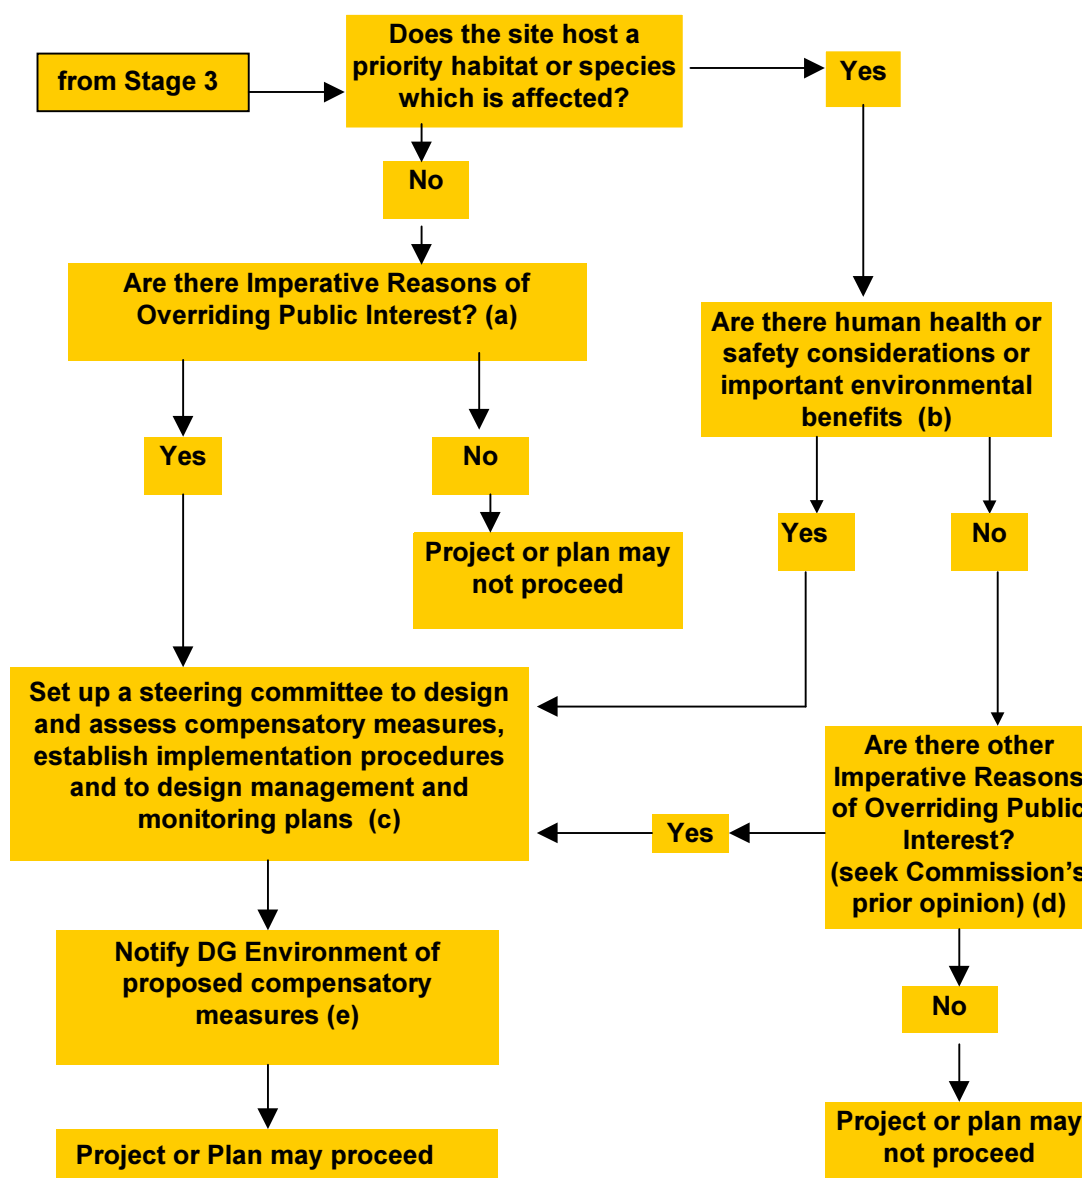 Does the site host a
priority habitat or species
which is affected?
from Stage 3
Yes
No
Are there Imperative Reasons of
Overriding Public Interest? (a)
Are there human health or
safety considerations or
important environmental
benefits (b)
Yes
No
Yes
No
Project or plan may
not proceed
Set up a steering committee to design
and assess compensatory measures,
establish implementation procedures
and to design management and
monitoring plans (c)
Are there other
Imperative Reasons
of Overriding Public
Interest?
(seek Commission’s
prior opinion) (d)
Yes
Notify DG Environment of
proposed compensatory
measures (e)
No
Project or Plan may proceed
Project or plan may
not proceed